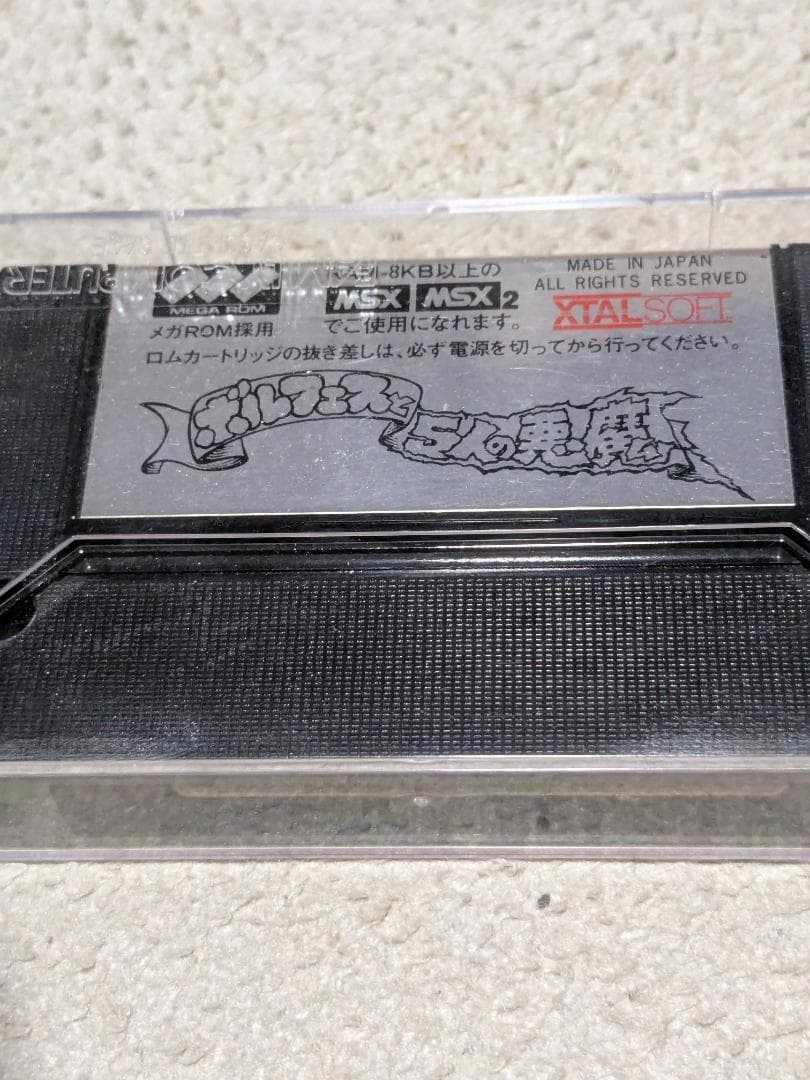 RAM-8KB以上の
MSX MSX2
でご使用になれます。
MEGA ROM
メガROM採用
MADE IN JAPAN
ALL RIGHTS RESERVED
XTALSOFT
ロムカートリッジの抜き差しは、必ず電源を切ってから行ってください。
ボルフェスと
5人の悪魔